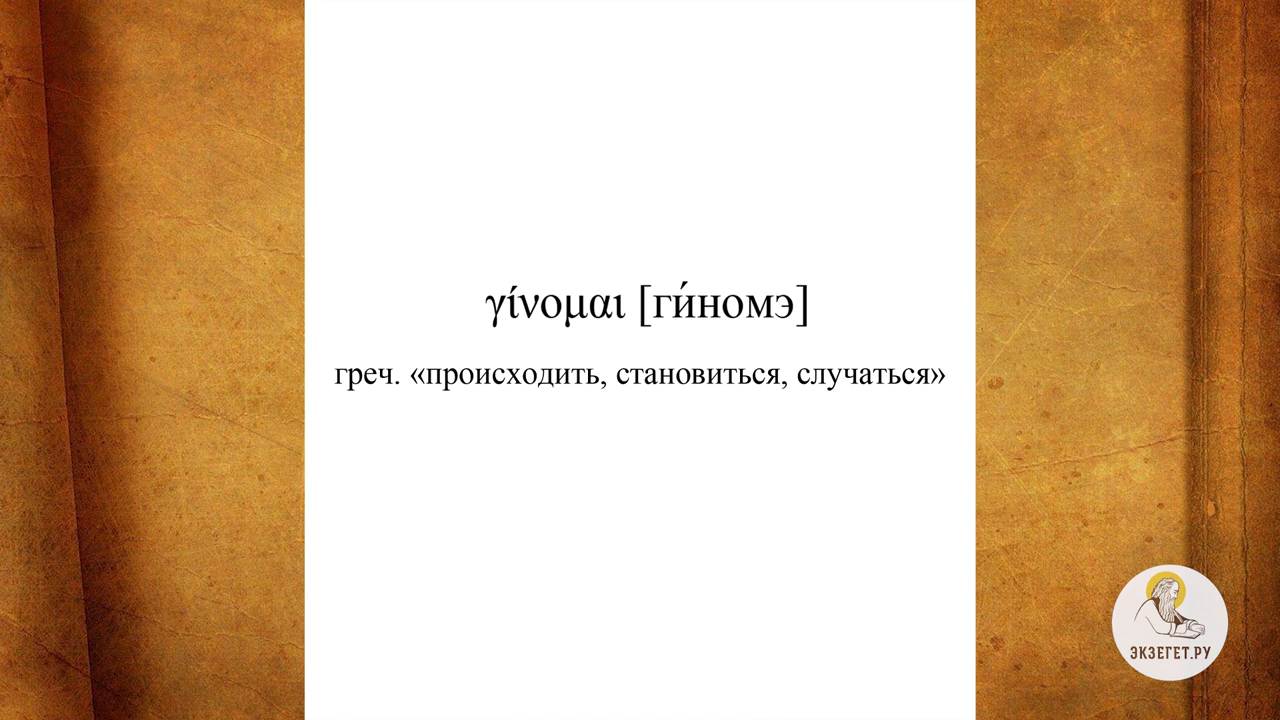 γίνομαι [ги́номэ]
греч. «происходить, становиться, случаться»
ЭКЗЕГЕТ.РУ